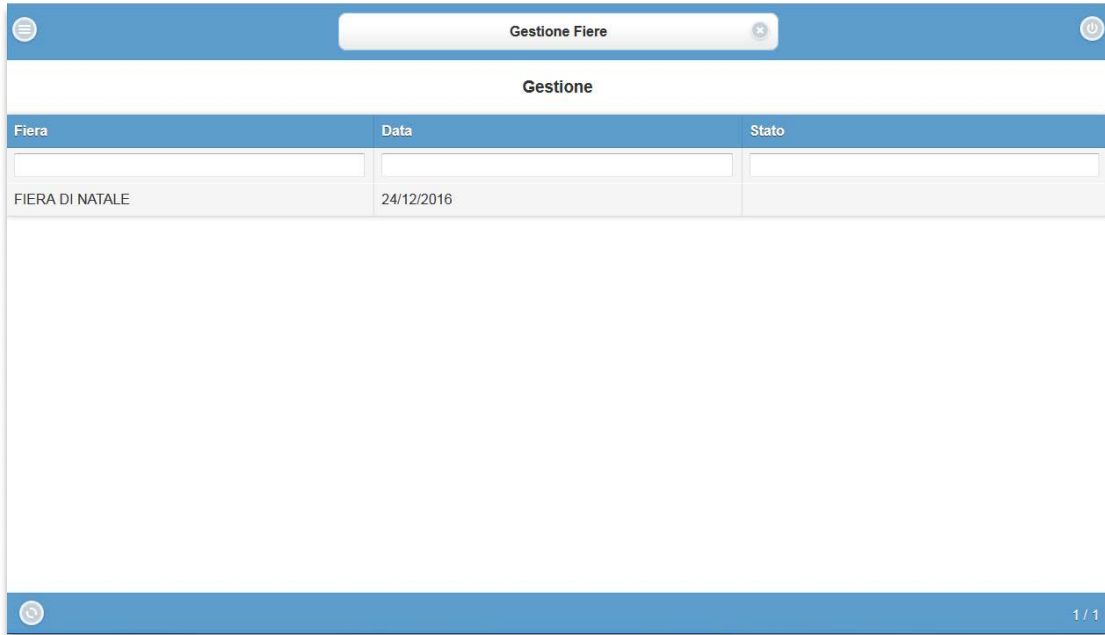 Gestione Fiere
Gestione
Fiera Data Stato
FIERA DI NATALE 24/12/2016
1 / 1